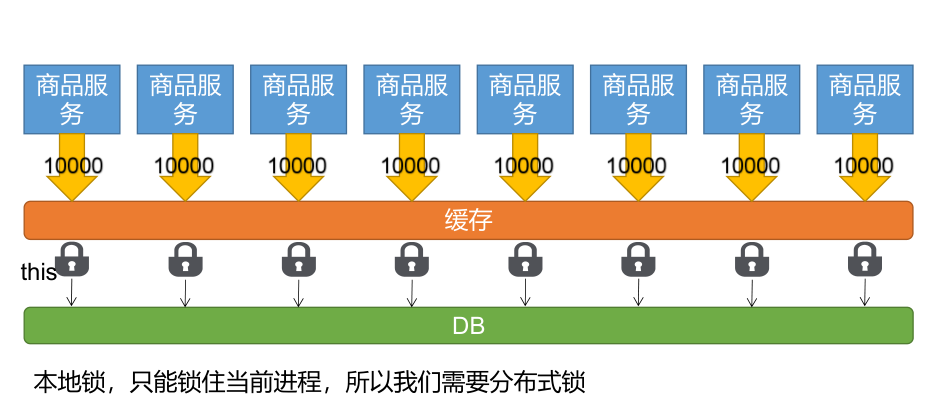 商品服 商品服 商品服 商品服 商品服 商品服 商品服 商品服
务 务 务 务 务 务 务 务
10000 10000 10000 10000 10000 10000 10000 10000
缓存
this
DB
本地锁，只能锁住当前进程，所以我们需要分布式锁